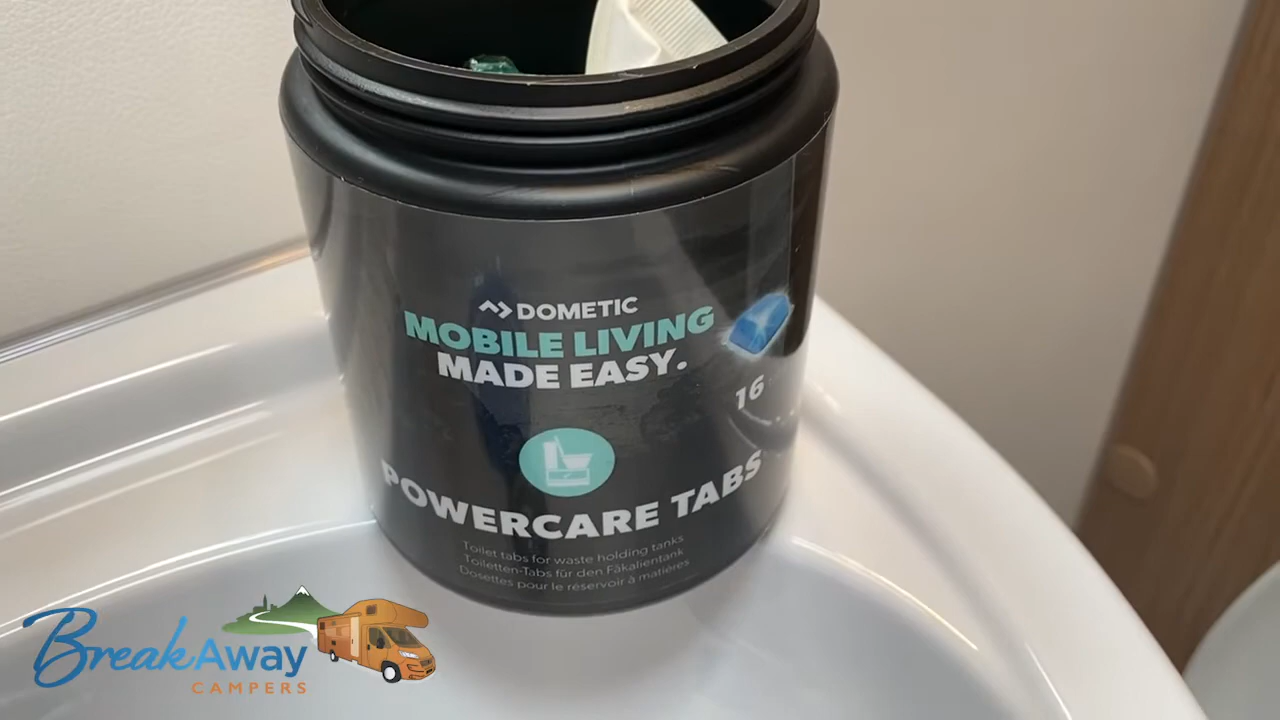 DOMETIC
MOBILE LIVING
MADE EASY.
16
POWERCARE TABS
Toilet tabs for waste holding tanks
Toiletten-Tabs für den Fäkalientank
Dosettes pour le réservoir à matières
BreakAway
CAMPERS